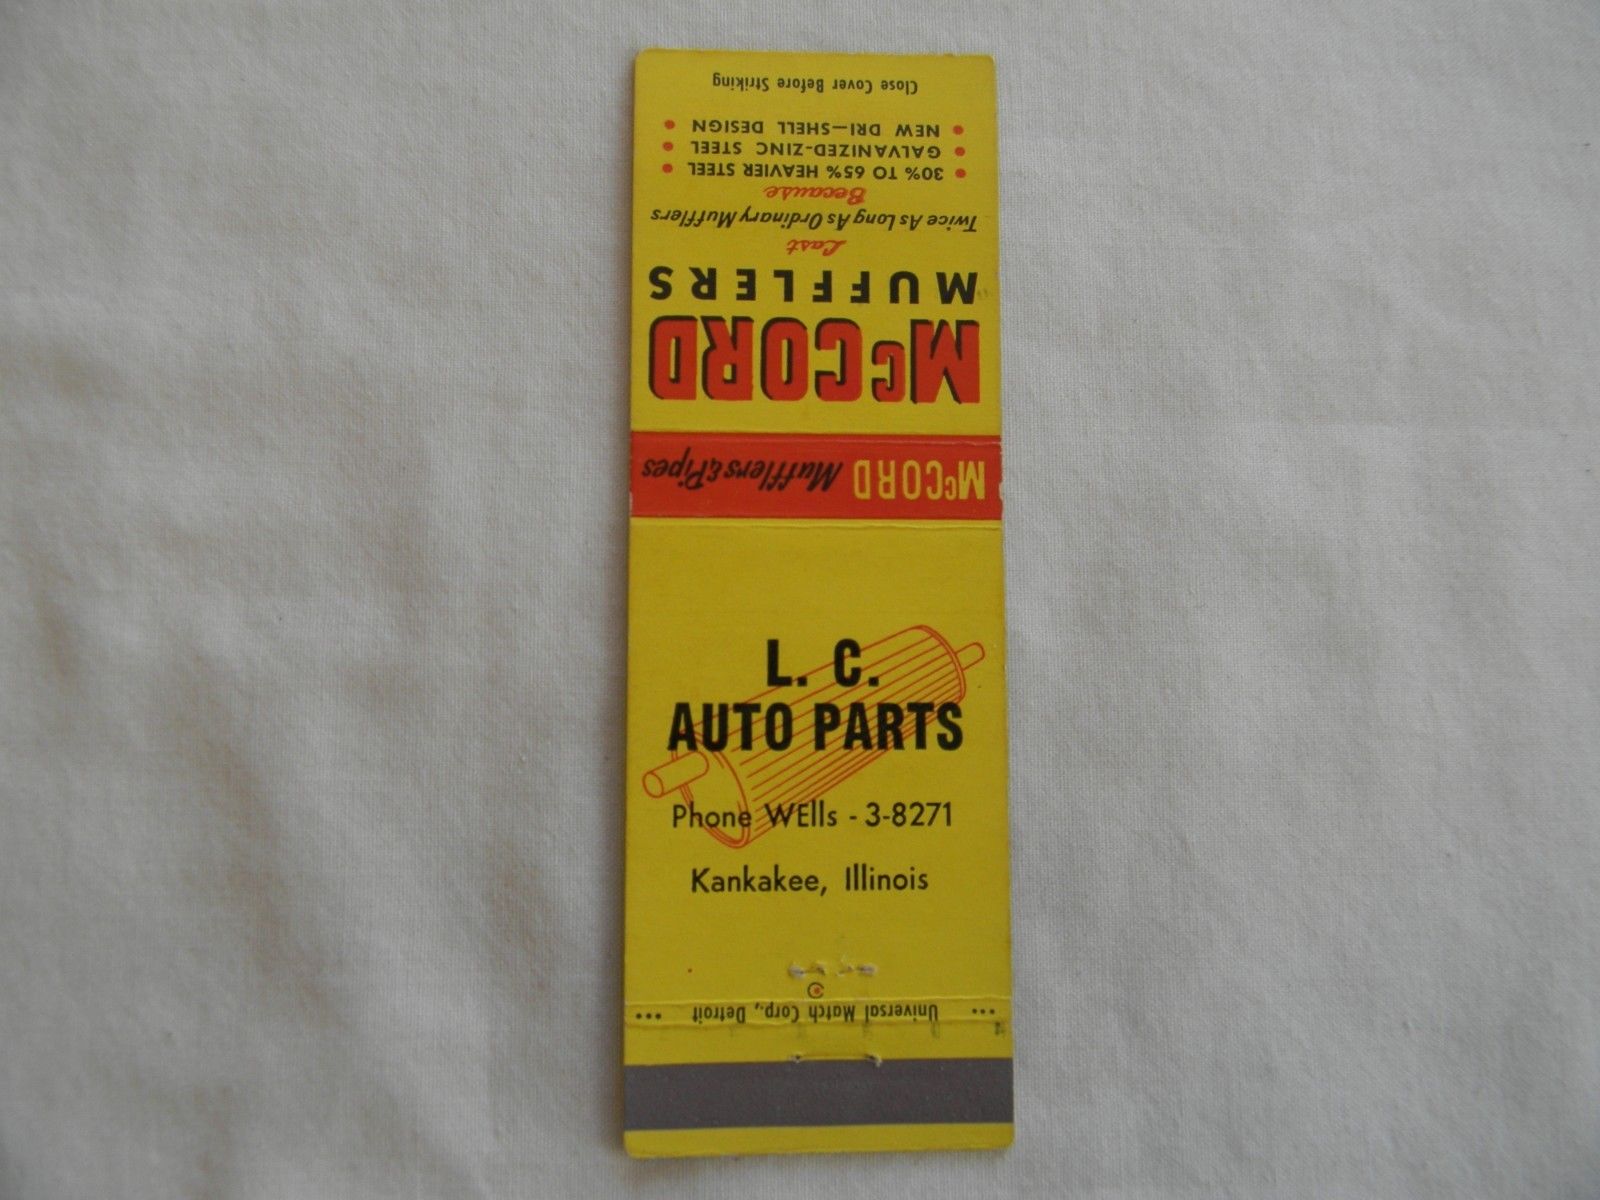 Close Cover Before Striking
• NEW DRI-SHELL DESIGN •
• GALVANIZED-ZINC STEEL •
• 30% TO 65% HEAVIER STEEL •
Because
Twice As Long As Ordinary Mufflers
Last
MUFFLERS
McCORD
McCORD Mufflers & Pipes
L. C.
AUTO PARTS
Phone WElls - 3-8271
Kankakee, Illinois
... Universal Match Corp., Detroit ...